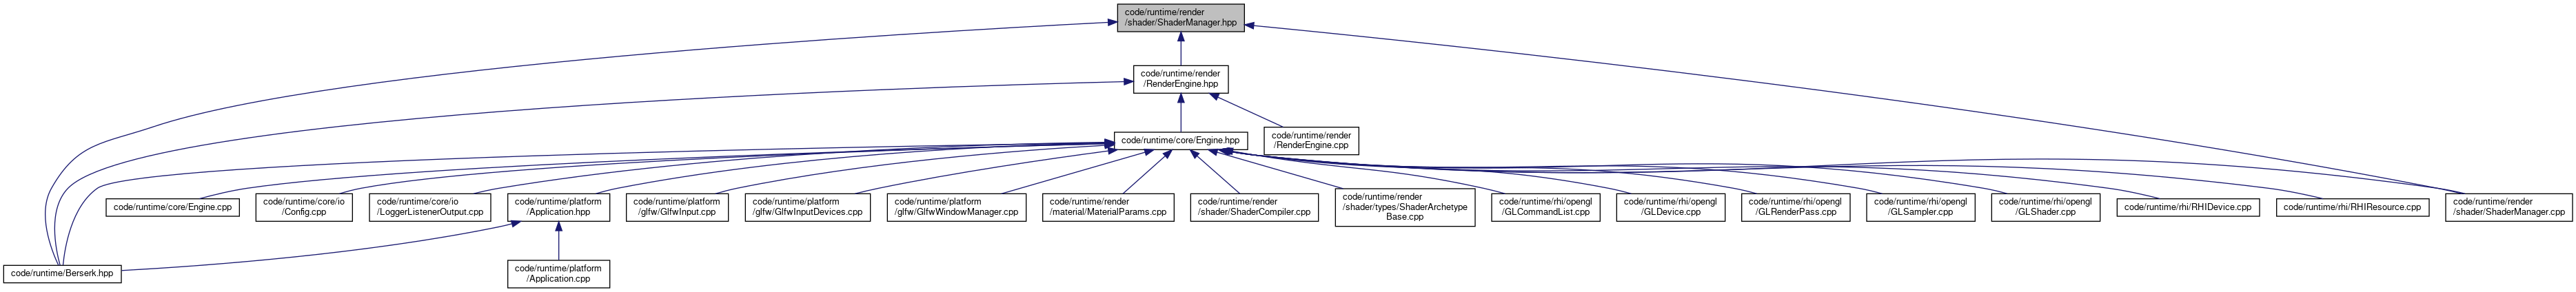 code/runtime/render
/shader/ShaderManager.hpp
code/runtime/render
/RenderEngine.hpp
code/runtime/core/Engine.hpp
code/runtime/render
/RenderEngine.cpp
code/runtime/core/Engine.cpp
code/runtime/core/io
/Config.cpp
code/runtime/core/io
/LoggerListenerOutput.cpp
code/runtime/platform
/Application.hpp
code/runtime/platform
/glfw/GlfwInput.cpp
code/runtime/platform
/glfw/GlfwInputDevices.cpp
code/runtime/platform
/glfw/GlfwWindowManager.cpp
code/runtime/render
/material/MaterialParams.cpp
code/runtime/render
/shader/ShaderCompiler.cpp
code/runtime/render
/shader/types/ShaderArchetype
Base.cpp
code/runtime/rhi/opengl
/GLCommandList.cpp
code/runtime/rhi/opengl
/GLDevice.cpp
code/runtime/rhi/opengl
/GLRenderPass.cpp
code/runtime/rhi/opengl
/GLSampler.cpp
code/runtime/rhi/opengl
/GLShader.cpp
code/runtime/rhi/RHIDevice.cpp
code/runtime/rhi/RHIResource.cpp
code/runtime/render
/shader/ShaderManager.cpp
code/runtime/Berserk.hpp
code/runtime/platform
/Application.cpp